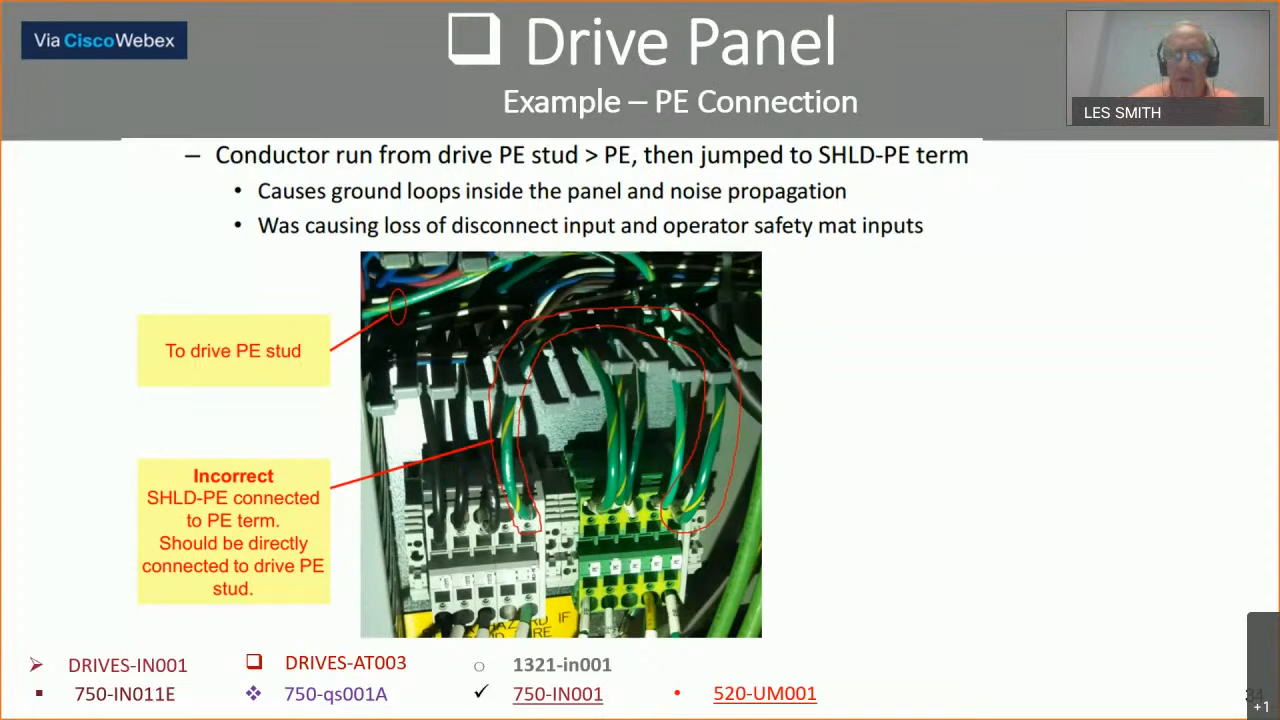 Via Cisco Webex
❑ Drive Panel
Example – PE Connection
LES SMITH
– Conductor run from drive PE stud > PE, then jumped to SHLD-PE term
• Causes ground loops inside the panel and noise propagation
• Was causing loss of disconnect input and operator safety mat inputs
To drive PE stud
Incorrect
SHLD-PE connected
to PE term.
Should be directly
connected to drive PE
stud.
➢ DRIVES-IN001
❑ DRIVES-AT003
○ 1321-in001
▪ 750-IN011E
❖ 750-qs001A
✓ 750-IN001
• 520-UM001
34
+1